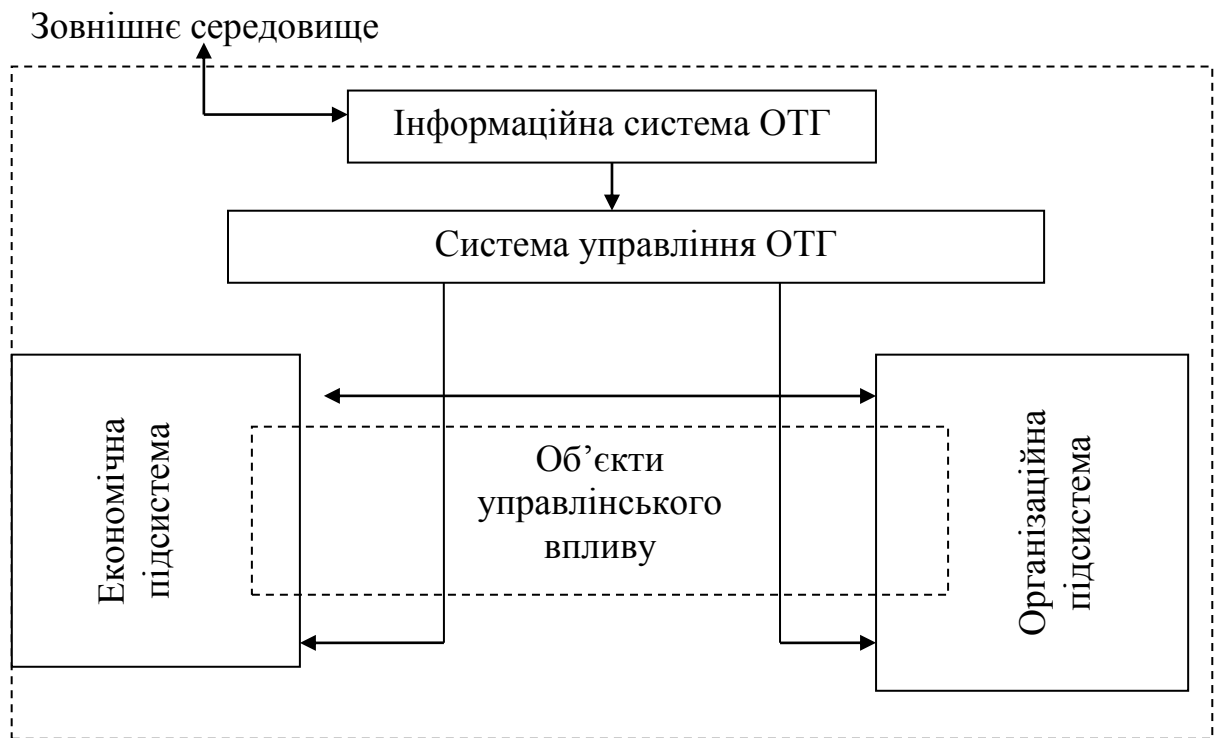 Зовнішнє середовище
Інформаційна система ОТГ
Система управління ОТГ
Економічна
підсистема
Об’єкти
управлінського
впливу
Організаційна
підсистема